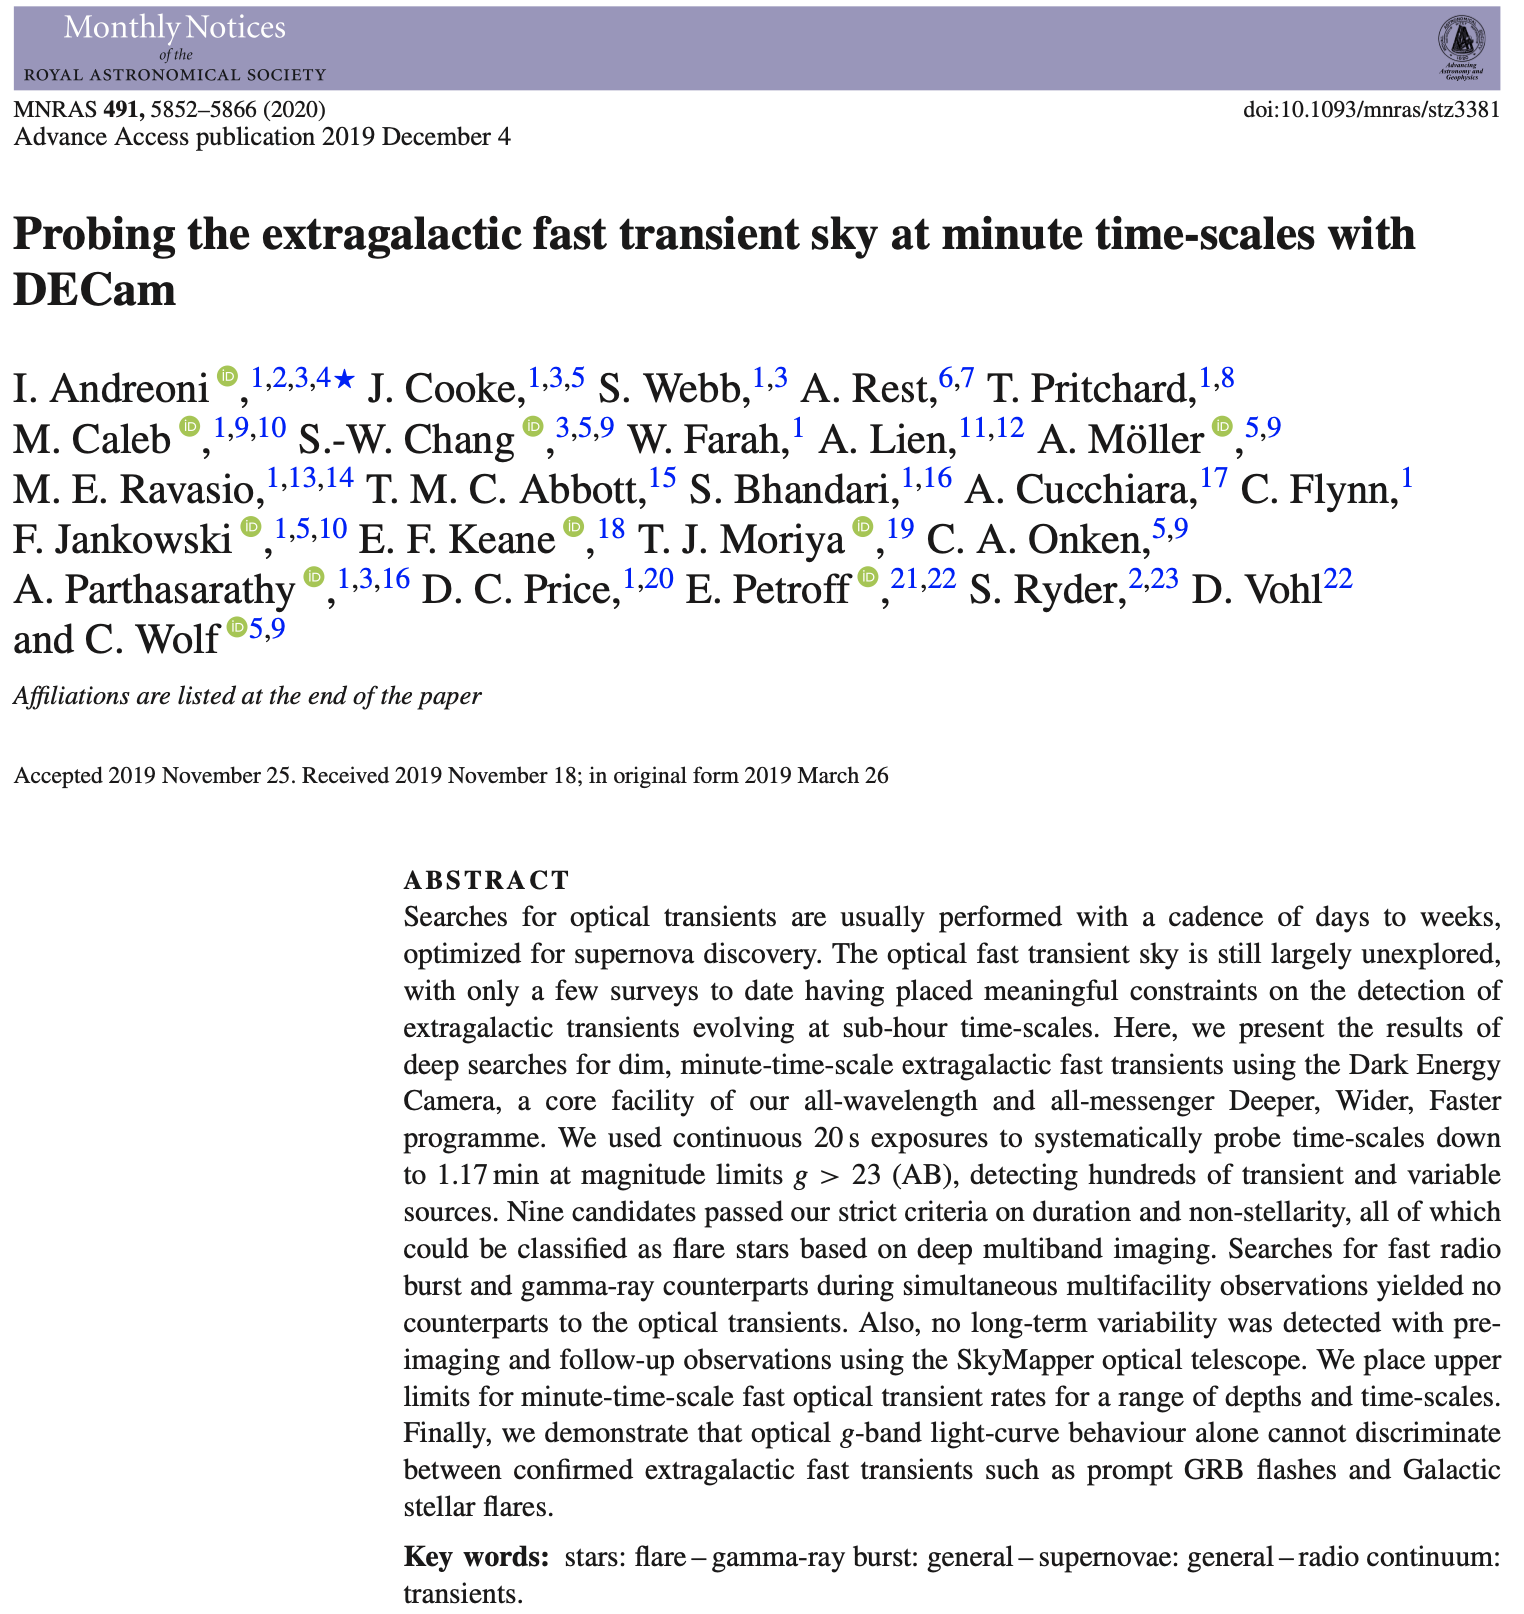 Monthly Notices
of the
ROYAL ASTRONOMICAL SOCIETY
Advancing
Astronomy and
Geophysics
MNRAS 491, 5852–5866 (2020)
doi:10.1093/mnras/stz3381
Advance Access publication 2019 December 4
Probing the extragalactic fast transient sky at minute time-scales with
DECam
I. Andreoni iD, 1,2,3,4★ J. Cooke,1,3,5 S. Webb,1,3 A. Rest,6,7 T. Pritchard,1,8
M. Caleb iD, 1,9,10 S.-W. Chang iD, 3,5,9 W. Farah,1 A. Lien,11,12 A. Möller iD, 5,9
M. E. Ravasio,1,13,14 T. M. C. Abbott,15 S. Bhandari,1,16 A. Cucchiara,17 C. Flynn,1
F. Jankowski iD, 1,5,10 E. F. Keane iD, 18 T. J. Moriya iD, 19 C. A. Onken,5,9
A. Parthasarathy iD, 1,3,16 D. C. Price,1,20 E. Petroff iD, 21,22 S. Ryder,2,23 D. Vohl22
and C. Wolf iD 5,9
Affiliations are listed at the end of the paper
Accepted 2019 November 25. Received 2019 November 18; in original form 2019 March 26
ABSTRACT
Searches for optical transients are usually performed with a cadence of days to weeks,
optimized for supernova discovery. The optical fast transient sky is still largely unexplored,
with only a few surveys to date having placed meaningful constraints on the detection of
extragalactic transients evolving at sub-hour time-scales. Here, we present the results of
deep searches for dim, minute-time-scale extragalactic fast transients using the Dark Energy
Camera, a core facility of our all-wavelength and all-messenger Deeper, Wider, Faster
programme. We used continuous 20 s exposures to systematically probe time-scales down
to 1.17 min at magnitude limits g > 23 (AB), detecting hundreds of transient and variable
sources. Nine candidates passed our strict criteria on duration and non-stellarity, all of which
could be classified as flare stars based on deep multiband imaging. Searches for fast radio
burst and gamma-ray counterparts during simultaneous multifacility observations yielded no
counterparts to the optical transients. Also, no long-term variability was detected with pre-
imaging and follow-up observations using the SkyMapper optical telescope. We place upper
limits for minute-time-scale fast optical transient rates for a range of depths and time-scales.
Finally, we demonstrate that optical g-band light-curve behaviour alone cannot discriminate
between confirmed extragalactic fast transients such as prompt GRB flashes and Galactic
stellar flares.
Key words: stars: flare – gamma-ray burst: general – supernovae: general – radio continuum:
transients.